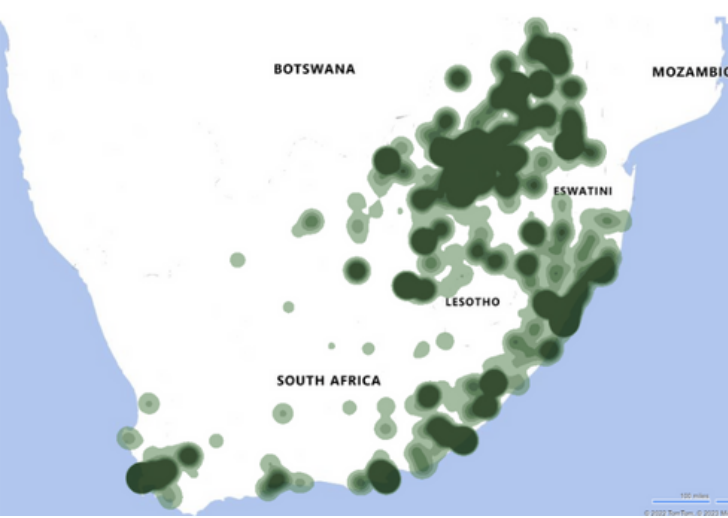 BOTSWANA
MOZAMBIC
ESWATINI
LESOTHO
SOUTH AFRICA
100 miles